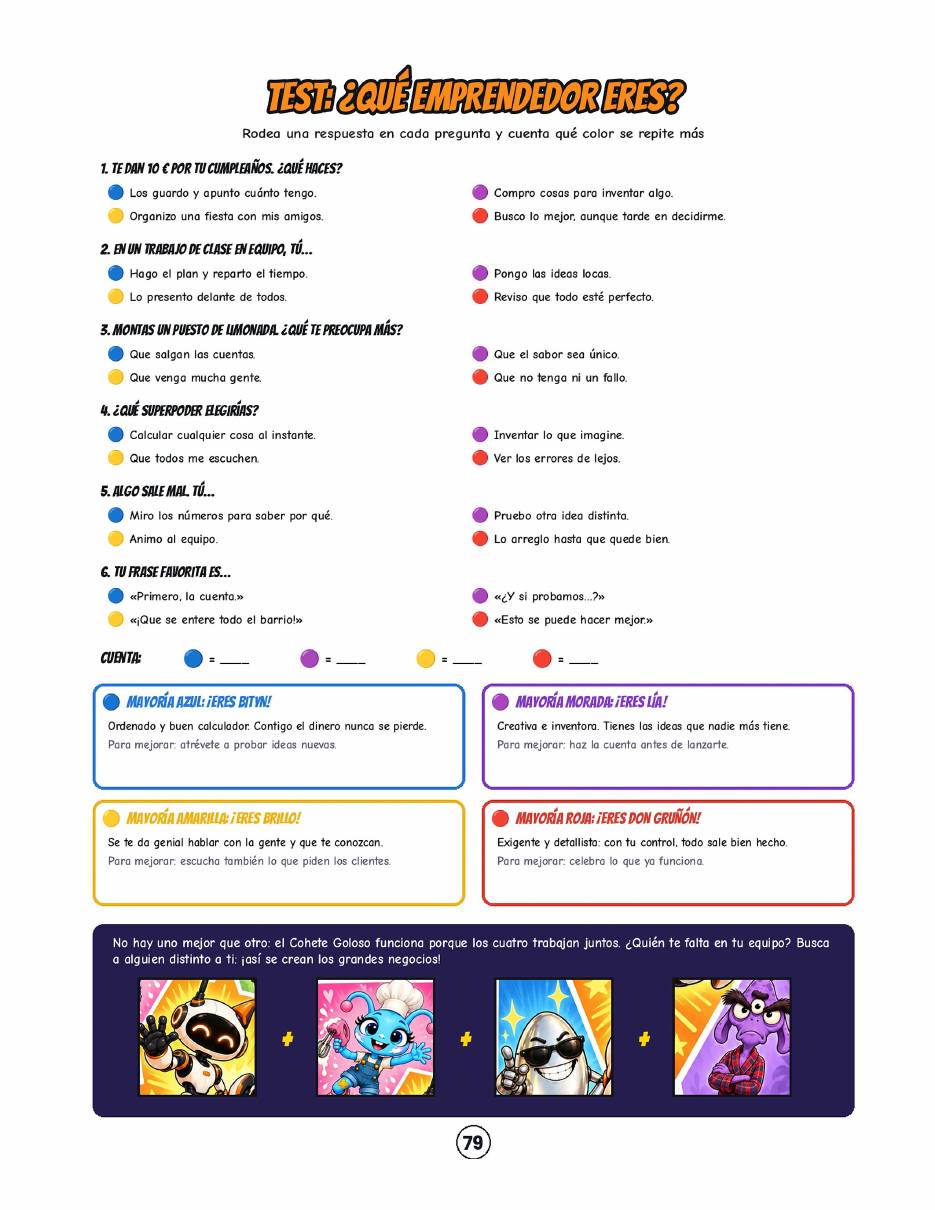 TEST: ¿QUÉ EMPRENDEDOR ERES?
Rodea una respuesta en cada pregunta y cuenta qué color se repite más
1. TE DAN 10 € POR TU CUMPLEAÑOS. ¿QUÉ HACES?
Los guardo y apunto cuánto tengo.
Compro cosas para inventar algo.
Organizo una fiesta con mis amigos.
Busco lo mejor, aunque tarde en decidirme.
2. EN UN TRABAJO DE CLASE EN EQUIPO, TÚ...
Hago el plan y reparto el tiempo.
Pongo las ideas locas.
Lo presento delante de todos.
Reviso que todo esté perfecto.
3. MONTAS UN PUESTO DE LIMONADA. ¿QUÉ TE PREOCUPA MÁS?
Que salgan las cuentas.
Que el sabor sea único.
Que venga mucha gente.
Que no tenga ni un fallo.
4. ¿QUÉ SUPERPODER ELEGIRÍAS?
Calcular cualquier cosa al instante.
Inventar lo que imagine.
Que todos me escuchen.
Ver los errores de lejos.
5. ALGO SALE MAL. TÚ...
Miro los números para saber por qué.
Pruebo otra idea distinta.
Animo al equipo.
Lo arreglo hasta que quede bien.
6. TU FRASE FAVORITA ES...
«Primero, la cuenta.»
«¿Y si probamos...?»
«¡Que se entere todo el barrio!»
«Esto se puede hacer mejor.»
CUENTA: = ____ = ____ = ____ = ____
MAYORÍA AZUL: ¡ERES BITYN!
Ordenado y buen calculador. Contigo el dinero nunca se pierde.
Para mejorar: atrévete a probar ideas nuevas.
MAYORÍA MORADA: ¡ERES LÍA!
Creativa e inventora. Tienes las ideas que nadie más tiene.
Para mejorar: haz la cuenta antes de lanzarte.
MAYORÍA AMARILLA: ¡ERES BRILLO!
Se te da genial hablar con la gente y que te conozcan.
Para mejorar: escucha también lo que piden los clientes.
MAYORÍA ROJA: ¡ERES DON GRUÑÓN!
Exigente y detallista: con tu control, todo sale bien hecho.
Para mejorar: celebra lo que ya funciona.
No hay uno mejor que otro: el Cohete Goloso funciona porque los cuatro trabajan juntos. ¿Quién te falta en tu equipo? Busca
a alguien distinto a ti: ¡así se crean los grandes negocios!
+ + +
79